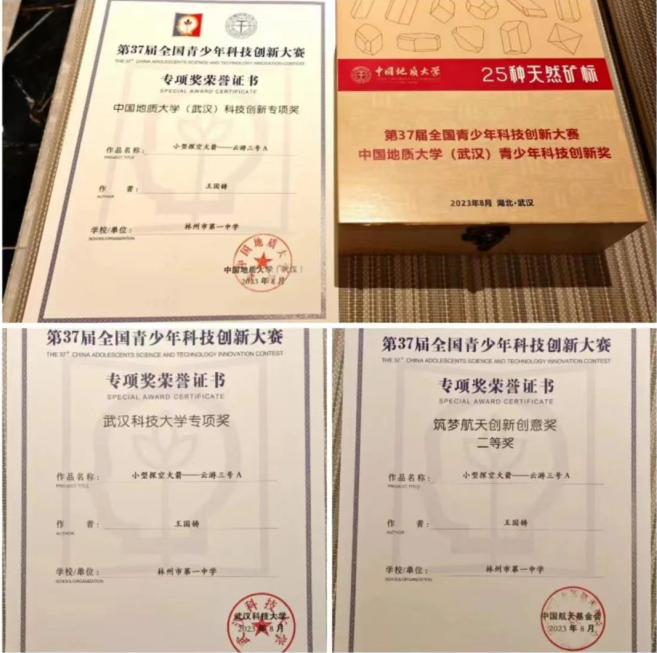 第37届全国青少年科技创新大赛
THE 37TH CHINA ADOLESCENTS SCIENCE AND TECHNOLOGY INNOVATION CONTEST
专项奖荣誉证书
SPECIAL AWARD CERTIFICATE
中国地质大学（武汉）科技创新专项奖
作品名称： 小型探空火箭——云游三号A
PROJECT TITLE
作 者： 王国铸
AUTHOR
学校/单位： 林州市第一中学
SCHOOL/ORGANIZATION
中国地质大学（武汉）
2023年8月
中国地质大学 25种天然矿标
第37届全国青少年科技创新大赛
中国地质大学（武汉）青少年科技创新奖
2023年8月 湖北·武汉
第37届全国青少年科技创新大赛
THE 37TH CHINA ADOLESCENTS SCIENCE AND TECHNOLOGY INNOVATION CONTEST
专项奖荣誉证书
SPECIAL AWARD CERTIFICATE
武汉科技大学专项奖
作品名称： 小型探空火箭——云游三号A
PROJECT TITLE
作 者： 王国铸
AUTHOR
学校/单位： 林州市第一中学
SCHOOL/ORGANIZATION
武汉科技大学
2023年8月
第37届全国青少年科技创新大赛
THE 37TH CHINA ADOLESCENTS SCIENCE AND TECHNOLOGY INNOVATION CONTEST
专项奖荣誉证书
SPECIAL AWARD CERTIFICATE
筑梦航天创新创意奖
二等奖
作品名称： 小型探空火箭——云游三号A
PROJECT TITLE
作 者： 王国铸
AUTHOR
学校/单位： 林州市第一中学
SCHOOL/ORGANIZATION
中国航天基金会
2023年8月